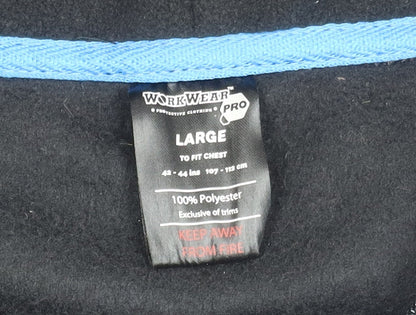 WORKWEAR
PROTECTIVE CLOTHING
PRO
LARGE
TO FIT CHEST
42 - 44 ins 107 - 112 cm
100% Polyester
Exclusive of trims
KEEP AWAY
FROM FIRE